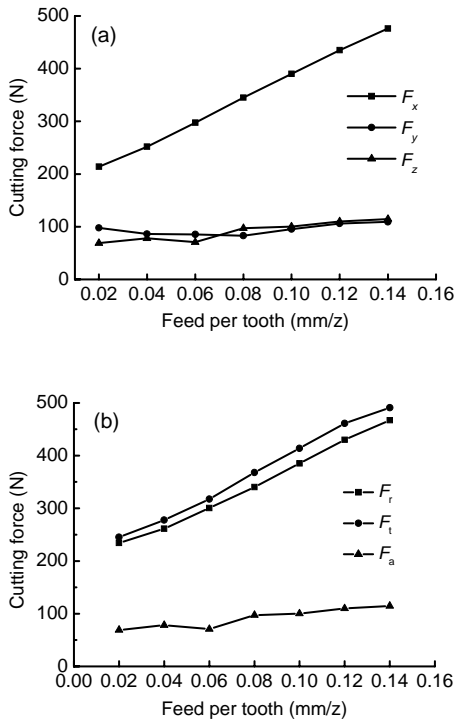 500
(a)
400
Cutting force (N)
F_x
300
F_y
F_z
200
100
0
0.02 0.04 0.06 0.08 0.10 0.12 0.14 0.16
Feed per tooth (mm/z)
500
(b)
400
Cutting force (N)
F_r
300
F_t
F_a
200
100
0
0.00 0.02 0.04 0.06 0.08 0.10 0.12 0.14 0.16
Feed per tooth (mm/z)